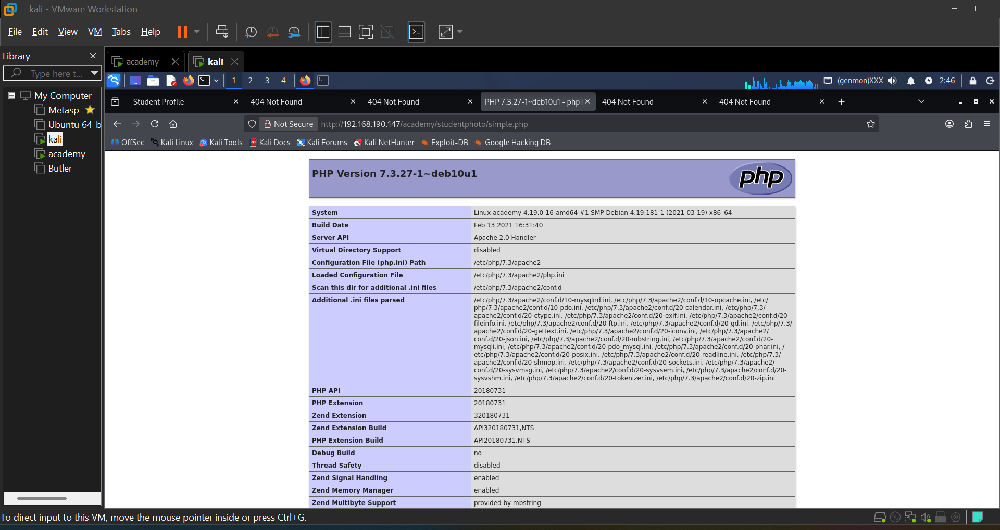 kali - VMware Workstation
File Edit View VM Tabs Help
Library
Type here t...
My Computer
Metasp
Ubuntu 64-b
kali
academy
Butler
academy kali
1 2 3 4 (genmon)XXX 2:46
Student Profile 404 Not Found 404 Not Found PHP 7.3.27-1~deb10u1 - phpi 404 Not Found 404 Not Found
Not Secure http://192.168.190.147/academy/studentphoto/simple.php
OffSec Kali Linux Kali Tools Kali Docs Kali Forums Kali NetHunter Exploit-DB Google Hacking DB
PHP Version 7.3.27-1~deb10u1
php
System Linux academy 4.19.0-16-amd64 #1 SMP Debian 4.19.181-1 (2021-03-19) x86_64
Build Date Feb 13 2021 16:31:40
Server API Apache 2.0 Handler
Virtual Directory Support disabled
Configuration File (php.ini) Path /etc/php/7.3/apache2
Loaded Configuration File /etc/php/7.3/apache2/php.ini
Scan this dir for additional .ini files /etc/php/7.3/apache2/conf.d
Additional .ini files parsed /etc/php/7.3/apache2/conf.d/10-mysqlnd.ini, /etc/php/7.3/apache2/conf.d/10-opcache.ini, /etc/
php/7.3/apache2/conf.d/10-pdo.ini, /etc/php/7.3/apache2/conf.d/20-calendar.ini, /etc/php/7.3/
apache2/conf.d/20-ctype.ini, /etc/php/7.3/apache2/conf.d/20-exif.ini, /etc/php/7.3/apache2/conf.d/20-
fileinfo.ini, /etc/php/7.3/apache2/conf.d/20-ftp.ini, /etc/php/7.3/apache2/conf.d/20-gd.ini, /etc/php/7.3/
apache2/conf.d/20-gettext.ini, /etc/php/7.3/apache2/conf.d/20-iconv.ini, /etc/php/7.3/apache2/
conf.d/20-json.ini, /etc/php/7.3/apache2/conf.d/20-mbstring.ini, /etc/php/7.3/apache2/conf.d/20-
mysqli.ini, /etc/php/7.3/apache2/conf.d/20-pdo_mysql.ini, /etc/php/7.3/apache2/conf.d/20-phar.ini, /
etc/php/7.3/apache2/conf.d/20-posix.ini, /etc/php/7.3/apache2/conf.d/20-readline.ini, /etc/php/7.3/
apache2/conf.d/20-shmop.ini, /etc/php/7.3/apache2/conf.d/20-sockets.ini, /etc/php/7.3/apache2/
conf.d/20-sysvmsg.ini, /etc/php/7.3/apache2/conf.d/20-sysvsem.ini, /etc/php/7.3/apache2/conf.d/20-
sysvshm.ini, /etc/php/7.3/apache2/conf.d/20-tokenizer.ini, /etc/php/7.3/apache2/conf.d/20-zip.ini
PHP API 20180731
PHP Extension 20180731
Zend Extension 320180731
Zend Extension Build API320180731,NTS
PHP Extension Build API20180731,NTS
Debug Build no
Thread Safety disabled
Zend Signal Handling enabled
Zend Memory Manager enabled
Zend Multibyte Support provided by mbstring
To direct input to this VM, move the mouse pointer inside or press Ctrl+G.